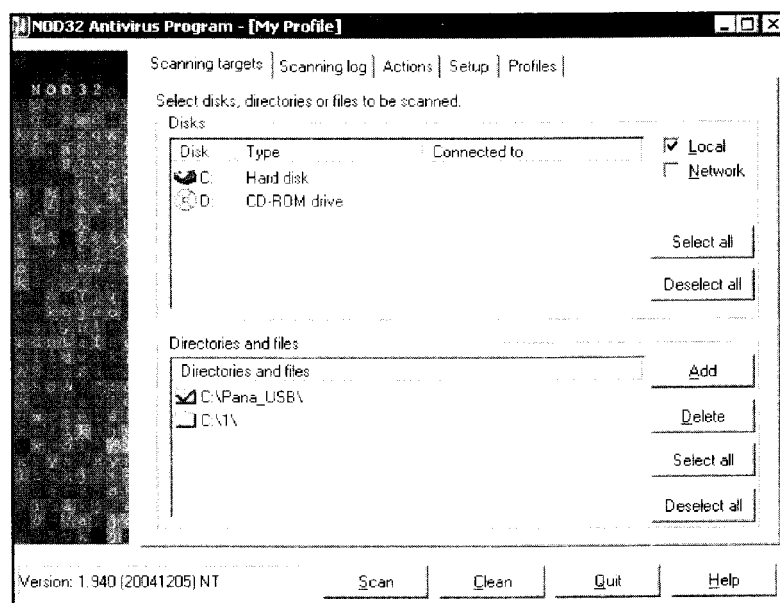 NOD32 Antivirus Program - [My Profile]
NOD32
Scanning targets Scanning log Actions Setup Profiles
Select disks, directories or files to be scanned.
Disks
Disk Type Connected to
C: Hard disk
D: CD-ROM drive
Local
Network
Select all
Deselect all
Directories and files
Directories and files
C:\Pana_USB\
C:\1\
Add
Delete
Select all
Deselect all
Version: 1.940 (20041205) NT
Scan Clean Quit Help